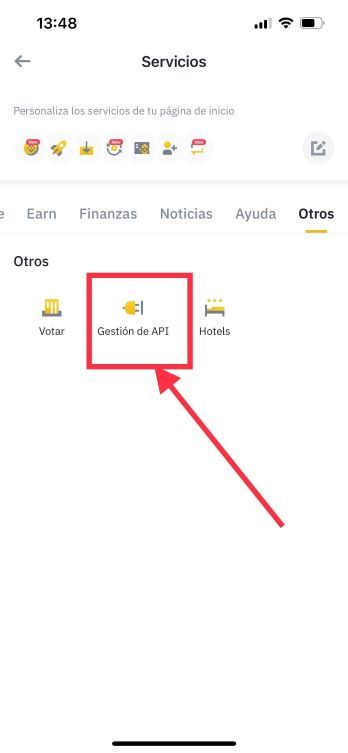 13:48
Servicios
Personaliza los servicios de tu página de inicio
New New New
e Earn Finanzas Noticias Ayuda Otros
Otros
Votar Gestión de API Hotels